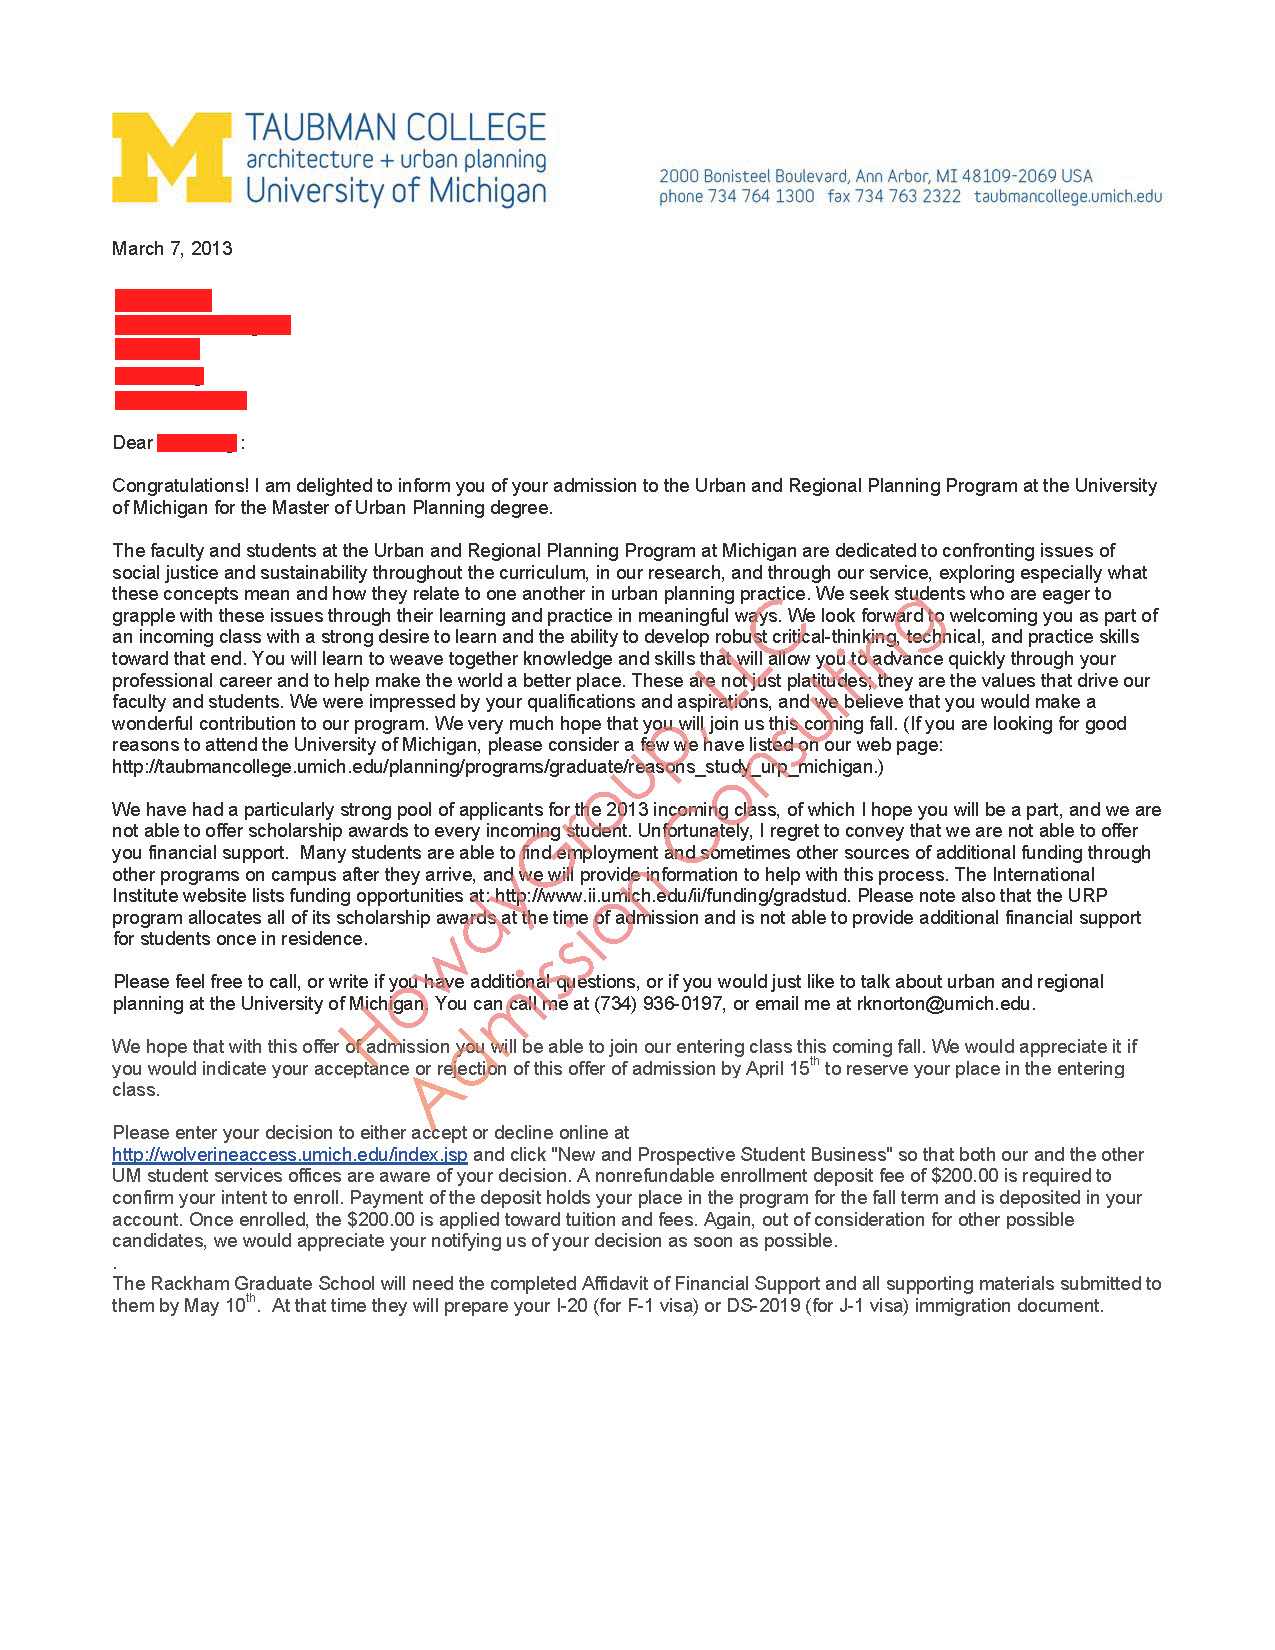 M TAUBMAN COLLEGE
architecture + urban planning
University of Michigan
2000 Bonisteel Boulevard, Ann Arbor, MI 48109-2069 USA
phone 734 764 1300 fax 734 763 2322 taubmancollege.umich.edu
March 7, 2013
Dear :
Congratulations! I am delighted to inform you of your admission to the Urban and Regional Planning Program at the University
of Michigan for the Master of Urban Planning degree.
The faculty and students at the Urban and Regional Planning Program at Michigan are dedicated to confronting issues of
social justice and sustainability throughout the curriculum, in our research, and through our service, exploring especially what
these concepts mean and how they relate to one another in urban planning practice. We seek students who are eager to
grapple with these issues through their learning and practice in meaningful ways. We look forward to welcoming you as part of
an incoming class with a strong desire to learn and the ability to develop robust critical-thinking, technical, and practice skills
toward that end. You will learn to weave together knowledge and skills that will allow you to advance quickly through your
professional career and to help make the world a better place. These are not just platitudes, they are the values that drive our
faculty and students. We were impressed by your qualifications and aspirations, and we believe that you would make a
wonderful contribution to our program. We very much hope that you will join us this coming fall. (If you are looking for good
reasons to attend the University of Michigan, please consider a few we have listed on our web page:
http://taubmancollege.umich.edu/planning/programs/graduate/reasons_study_urp_michigan.)
We have had a particularly strong pool of applicants for the 2013 incoming class, of which I hope you will be a part, and we are
not able to offer scholarship awards to every incoming student. Unfortunately, I regret to convey that we are not able to offer
you financial support. Many students are able to find employment and sometimes other sources of additional funding through
other programs on campus after they arrive, and we will provide information to help with this process. The International
Institute website lists funding opportunities at: http://www.ii.umich.edu/ii/funding/gradstud. Please note also that the URP
program allocates all of its scholarship awards at the time of admission and is not able to provide additional financial support
for students once in residence.
Please feel free to call, or write if you have additional questions, or if you would just like to talk about urban and regional
planning at the University of Michigan. You can call me at (734) 936-0197, or email me at rknorton@umich.edu.
We hope that with this offer of admission you will be able to join our entering class this coming fall. We would appreciate it if
you would indicate your acceptance or rejection of this offer of admission by April 15th to reserve your place in the entering
class.
Please enter your decision to either accept or decline online at
http://wolverineaccess.umich.edu/index.jsp and click "New and Prospective Student Business" so that both our and the other
UM student services offices are aware of your decision. A nonrefundable enrollment deposit fee of $200.00 is required to
confirm your intent to enroll. Payment of the deposit holds your place in the program for the fall term and is deposited in your
account. Once enrolled, the $200.00 is applied toward tuition and fees. Again, out of consideration for other possible
candidates, we would appreciate your notifying us of your decision as soon as possible.
.
The Rackham Graduate School will need the completed Affidavit of Financial Support and all supporting materials submitted to
them by May 10th. At that time they will prepare your I-20 (for F-1 visa) or DS-2019 (for J-1 visa) immigration document.
HowdyGroup, LLC
Admission Consulting